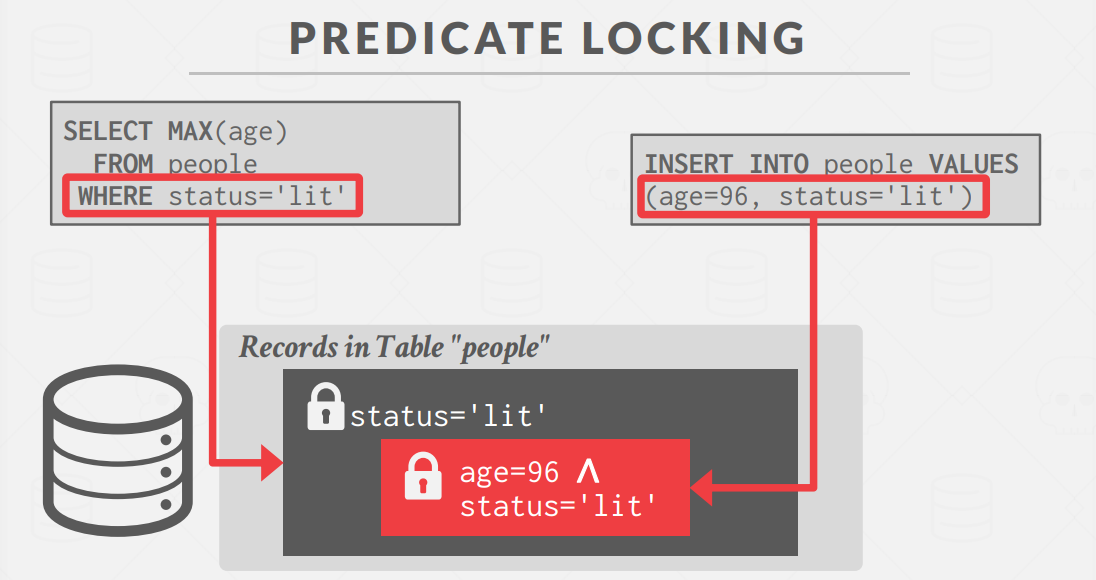 PREDICATE LOCKING
SELECT MAX(age)
FROM people
WHERE status='lit'
INSERT INTO people VALUES
(age=96, status='lit')
Records in Table "people"
status='lit'
age=96 ∧
status='lit'